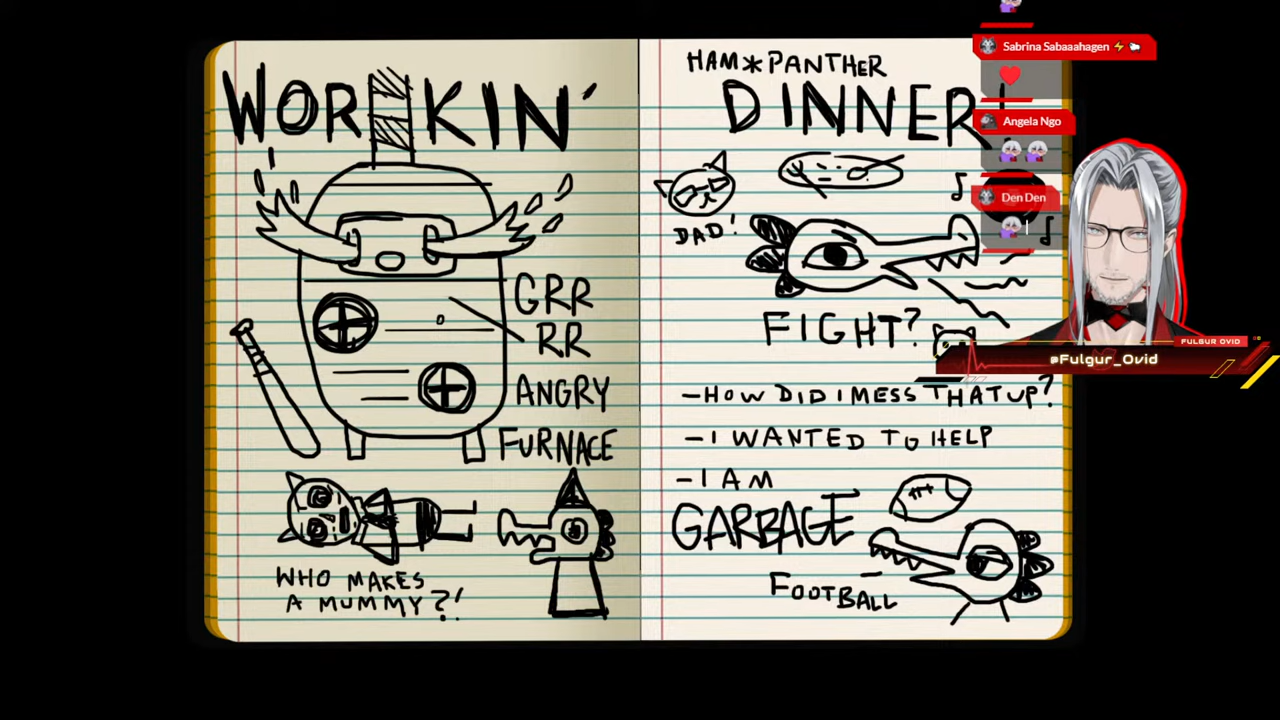 WORKIN'
GRR
RR
ANGRY
FURNACE
WHO MAKES
A MUMMY?!
HAM*PANTHER
DINNER!
DAD!
FIGHT?
-HOW DID I MESS THAT UP?
-I WANTED TO HELP
-I AM
GARBAGE
FOOTBALL
Sabrina Sabaaahagen
Angela Ngo
Den Den
FULGUR OVID
@Fulgur_Ovid